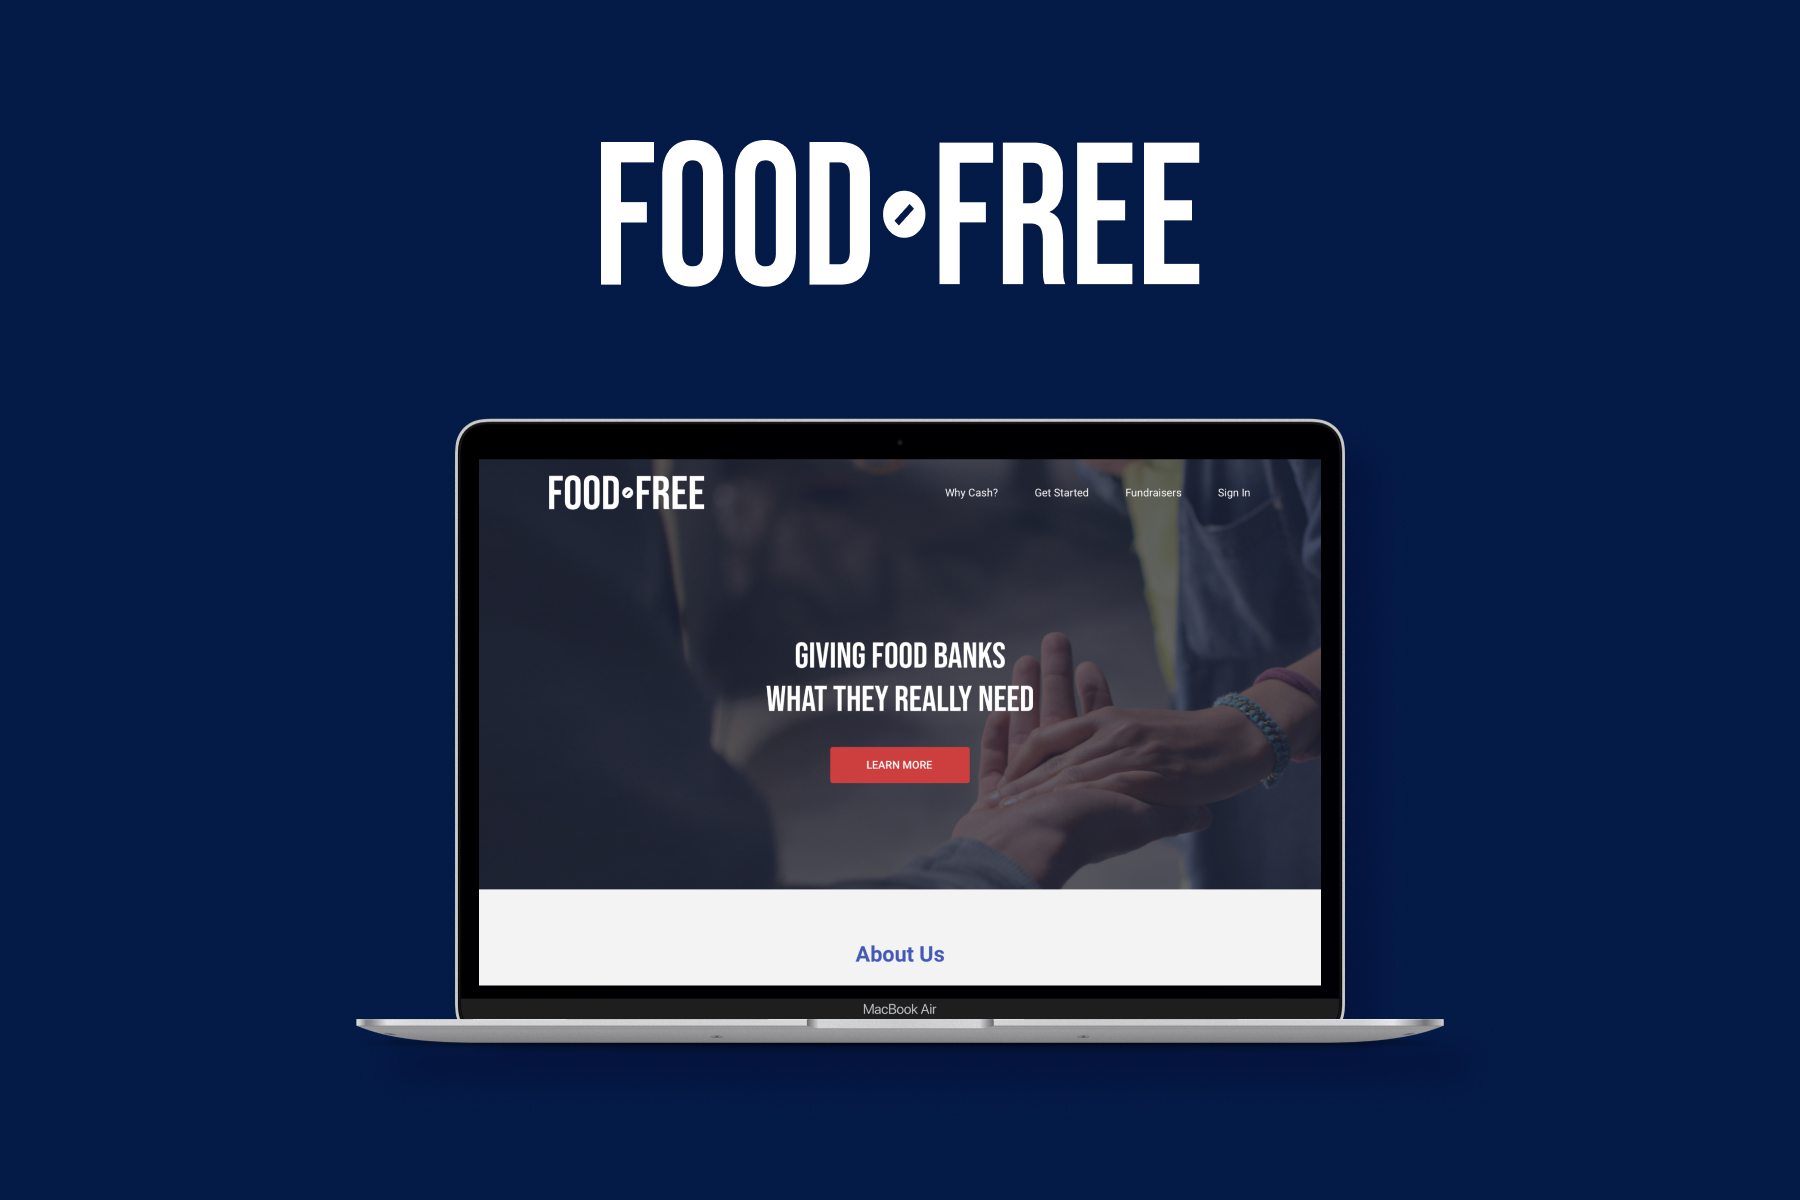 FOOD FREE
FOOD FREE
Why Cash? Get Started Fundraisers Sign In
GIVING FOOD BANKS
WHAT THEY REALLY NEED
LEARN MORE
About Us
MacBook Air